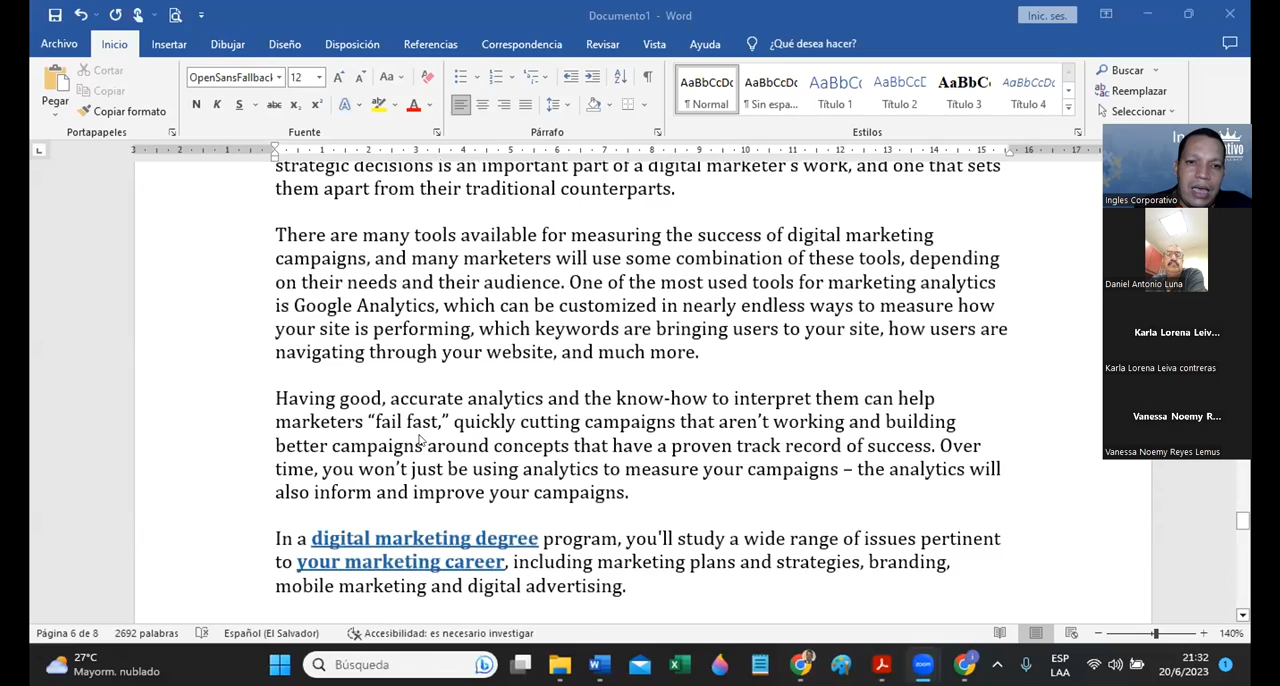 Documento1 - Word
Inic. ses.
Archivo
Inicio
Insertar
Dibujar
Diseño
Disposición
Referencias
Correspondencia
Revisar
Vista
Ayuda
¿Qué desea hacer?
Pegar
Cortar
Copiar
Copiar formato
Portapapeles
OpenSansFallback
12
Fuente
Párrafo
AaBbCcDc
¶ Normal
AaBbCcDc
¶ Sin espa...
AaBbCc
Título 1
AaBbCcD
Título 2
AaBbC
Título 3
AaBbCcDc
Título 4
Estilos
Buscar
Reemplazar
Seleccionar
strategic decisions is an important part of a digital marketer's work, and one that sets
them apart from their traditional counterparts.
There are many tools available for measuring the success of digital marketing
campaigns, and many marketers will use some combination of these tools, depending
on their needs and their audience. One of the most used tools for marketing analytics
is Google Analytics, which can be customized in nearly endless ways to measure how
your site is performing, which keywords are bringing users to your site, how users are
navigating through your website, and much more.
Having good, accurate analytics and the know-how to interpret them can help
marketers “fail fast,” quickly cutting campaigns that aren’t working and building
better campaigns around concepts that have a proven track record of success. Over
time, you won’t just be using analytics to measure your campaigns – the analytics will
also inform and improve your campaigns.
In a digital marketing degree program, you'll study a wide range of issues pertinent
to your marketing career, including marketing plans and strategies, branding,
mobile marketing and digital advertising.
Ingles Corporativo
Daniel Antonio Luna
Karla Lorena Leiv...
Karla Lorena Leiva contreras
Vanessa Noemy R...
Vanessa Noemy Reyes Lemus
Página 6 de 8
2692 palabras
Español (El Salvador)
Accesibilidad: es necesario investigar
140%
27°C
Mayorm. nublado
Búsqueda
ESP
LAA
21:32
20/6/2023